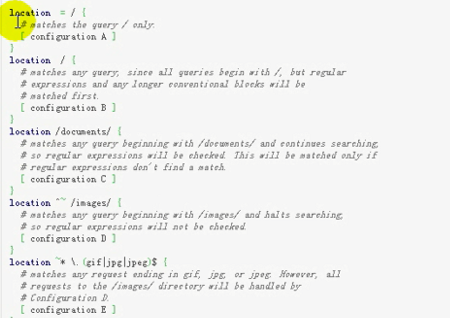 location  = / {
# matches the query / only.
[ configuration A ]
}
location  / {
# matches any query, since all queries begin with /, but regular
# expressions and any longer conventional blocks will be
# matched first.
[ configuration B ]
}
location /documents/ {
# matches any query beginning with /documents/ and continues searching,
# so regular expressions will be checked. This will be matched only if
# regular expressions don't find a match.
[ configuration C ]
}
location ^~ /images/ {
# matches any query beginning with /images/ and halts searching,
# so regular expressions will not be checked.
[ configuration D ]
}
location ~* \.(gif|jpg|jpeg)$ {
# matches any request ending in gif, jpg, or jpeg. However, all
# requests to the /images/ directory will be handled by
# Configuration D.
[ configuration E ]